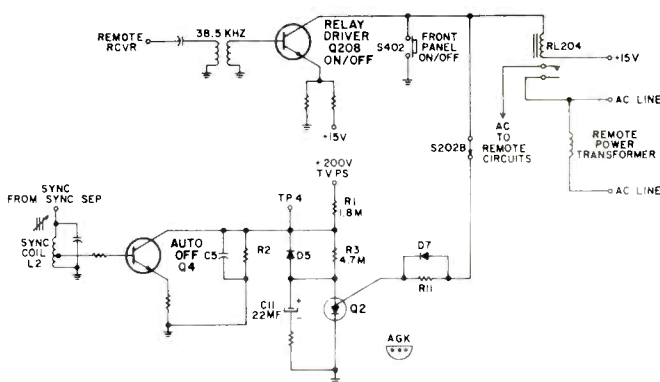 REMOTE
RCVR
38.5 KHZ
RELAY
DRIVER
Q208
ON/OFF
S402
FRONT
PANEL
ON/OFF
RL204
+15V
AC LINE
AC
TO
REMOTE
CIRCUITS
REMOTE
POWER
TRANSFORMER
AC LINE
+15V
S202B
+200V
TV PS
SYNC
FROM SYNC SEP
TP4
R1
1.8M
SYNC
COIL
L2
AUTO
OFF
Q4
C5
R2
D5
R3
4.7M
D7
R11
C11
22MF
+
-
Q2
AGK